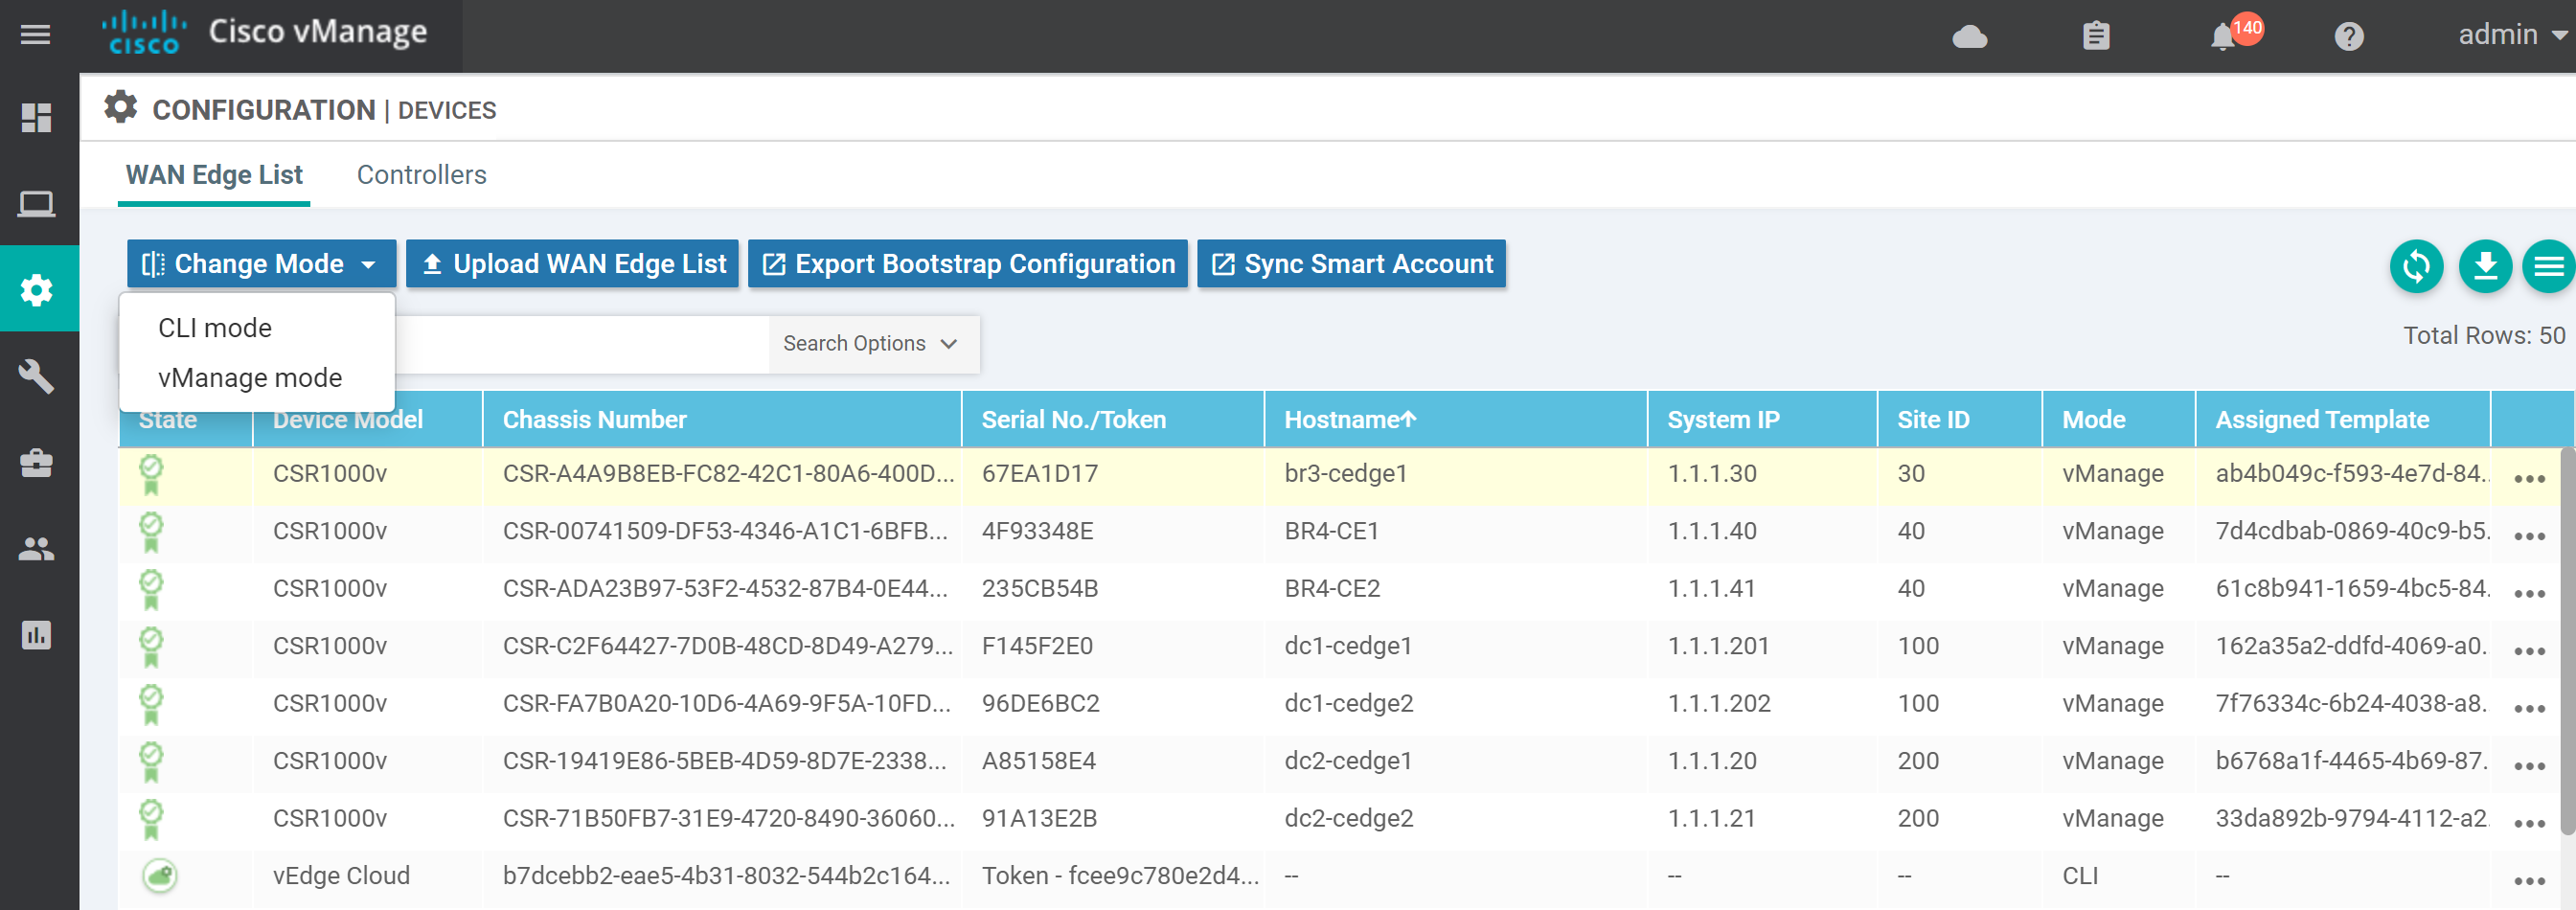 CISCO Cisco vManage 140 admin
CONFIGURATION | DEVICES
WAN Edge List Controllers
Change Mode Upload WAN Edge List Export Bootstrap Configuration Sync Smart Account
CLI mode
Search Options Total Rows: 50
vManage mode
State Device Model Chassis Number Serial No./Token Hostname System IP Site ID Mode Assigned Template
CSR1000v CSR-A4A9B8EB-FC82-42C1-80A6-400D... 67EA1D17 br3-cedge1 1.1.1.30 30 vManage ab4b049c-f593-4e7d-84..
CSR1000v CSR-00741509-DF53-4346-A1C1-6BFB... 4F93348E BR4-CE1 1.1.1.40 40 vManage 7d4cdbab-0869-40c9-b5.
CSR1000v CSR-ADA23B97-53F2-4532-87B4-0E44... 235CB54B BR4-CE2 1.1.1.41 40 vManage 61c8b941-1659-4bc5-84.
CSR1000v CSR-C2F64427-7D0B-48CD-8D49-A279... F145F2E0 dc1-cedge1 1.1.1.201 100 vManage 162a35a2-ddfd-4069-a0.
CSR1000v CSR-FA7B0A20-10D6-4A69-9F5A-10FD... 96DE6BC2 dc1-cedge2 1.1.1.202 100 vManage 7f76334c-6b24-4038-a8.
CSR1000v CSR-19419E86-5BEB-4D59-8D7E-2338... A85158E4 dc2-cedge1 1.1.1.20 200 vManage b6768a1f-4465-4b69-87.
CSR1000v CSR-71B50FB7-31E9-4720-8490-36060... 91A13E2B dc2-cedge2 1.1.1.21 200 vManage 33da892b-9794-4112-a2.
vEdge Cloud b7dcebb2-eae5-4b31-8032-544b2c164... Token - fcee9c780e2d4... -- -- -- CLI --